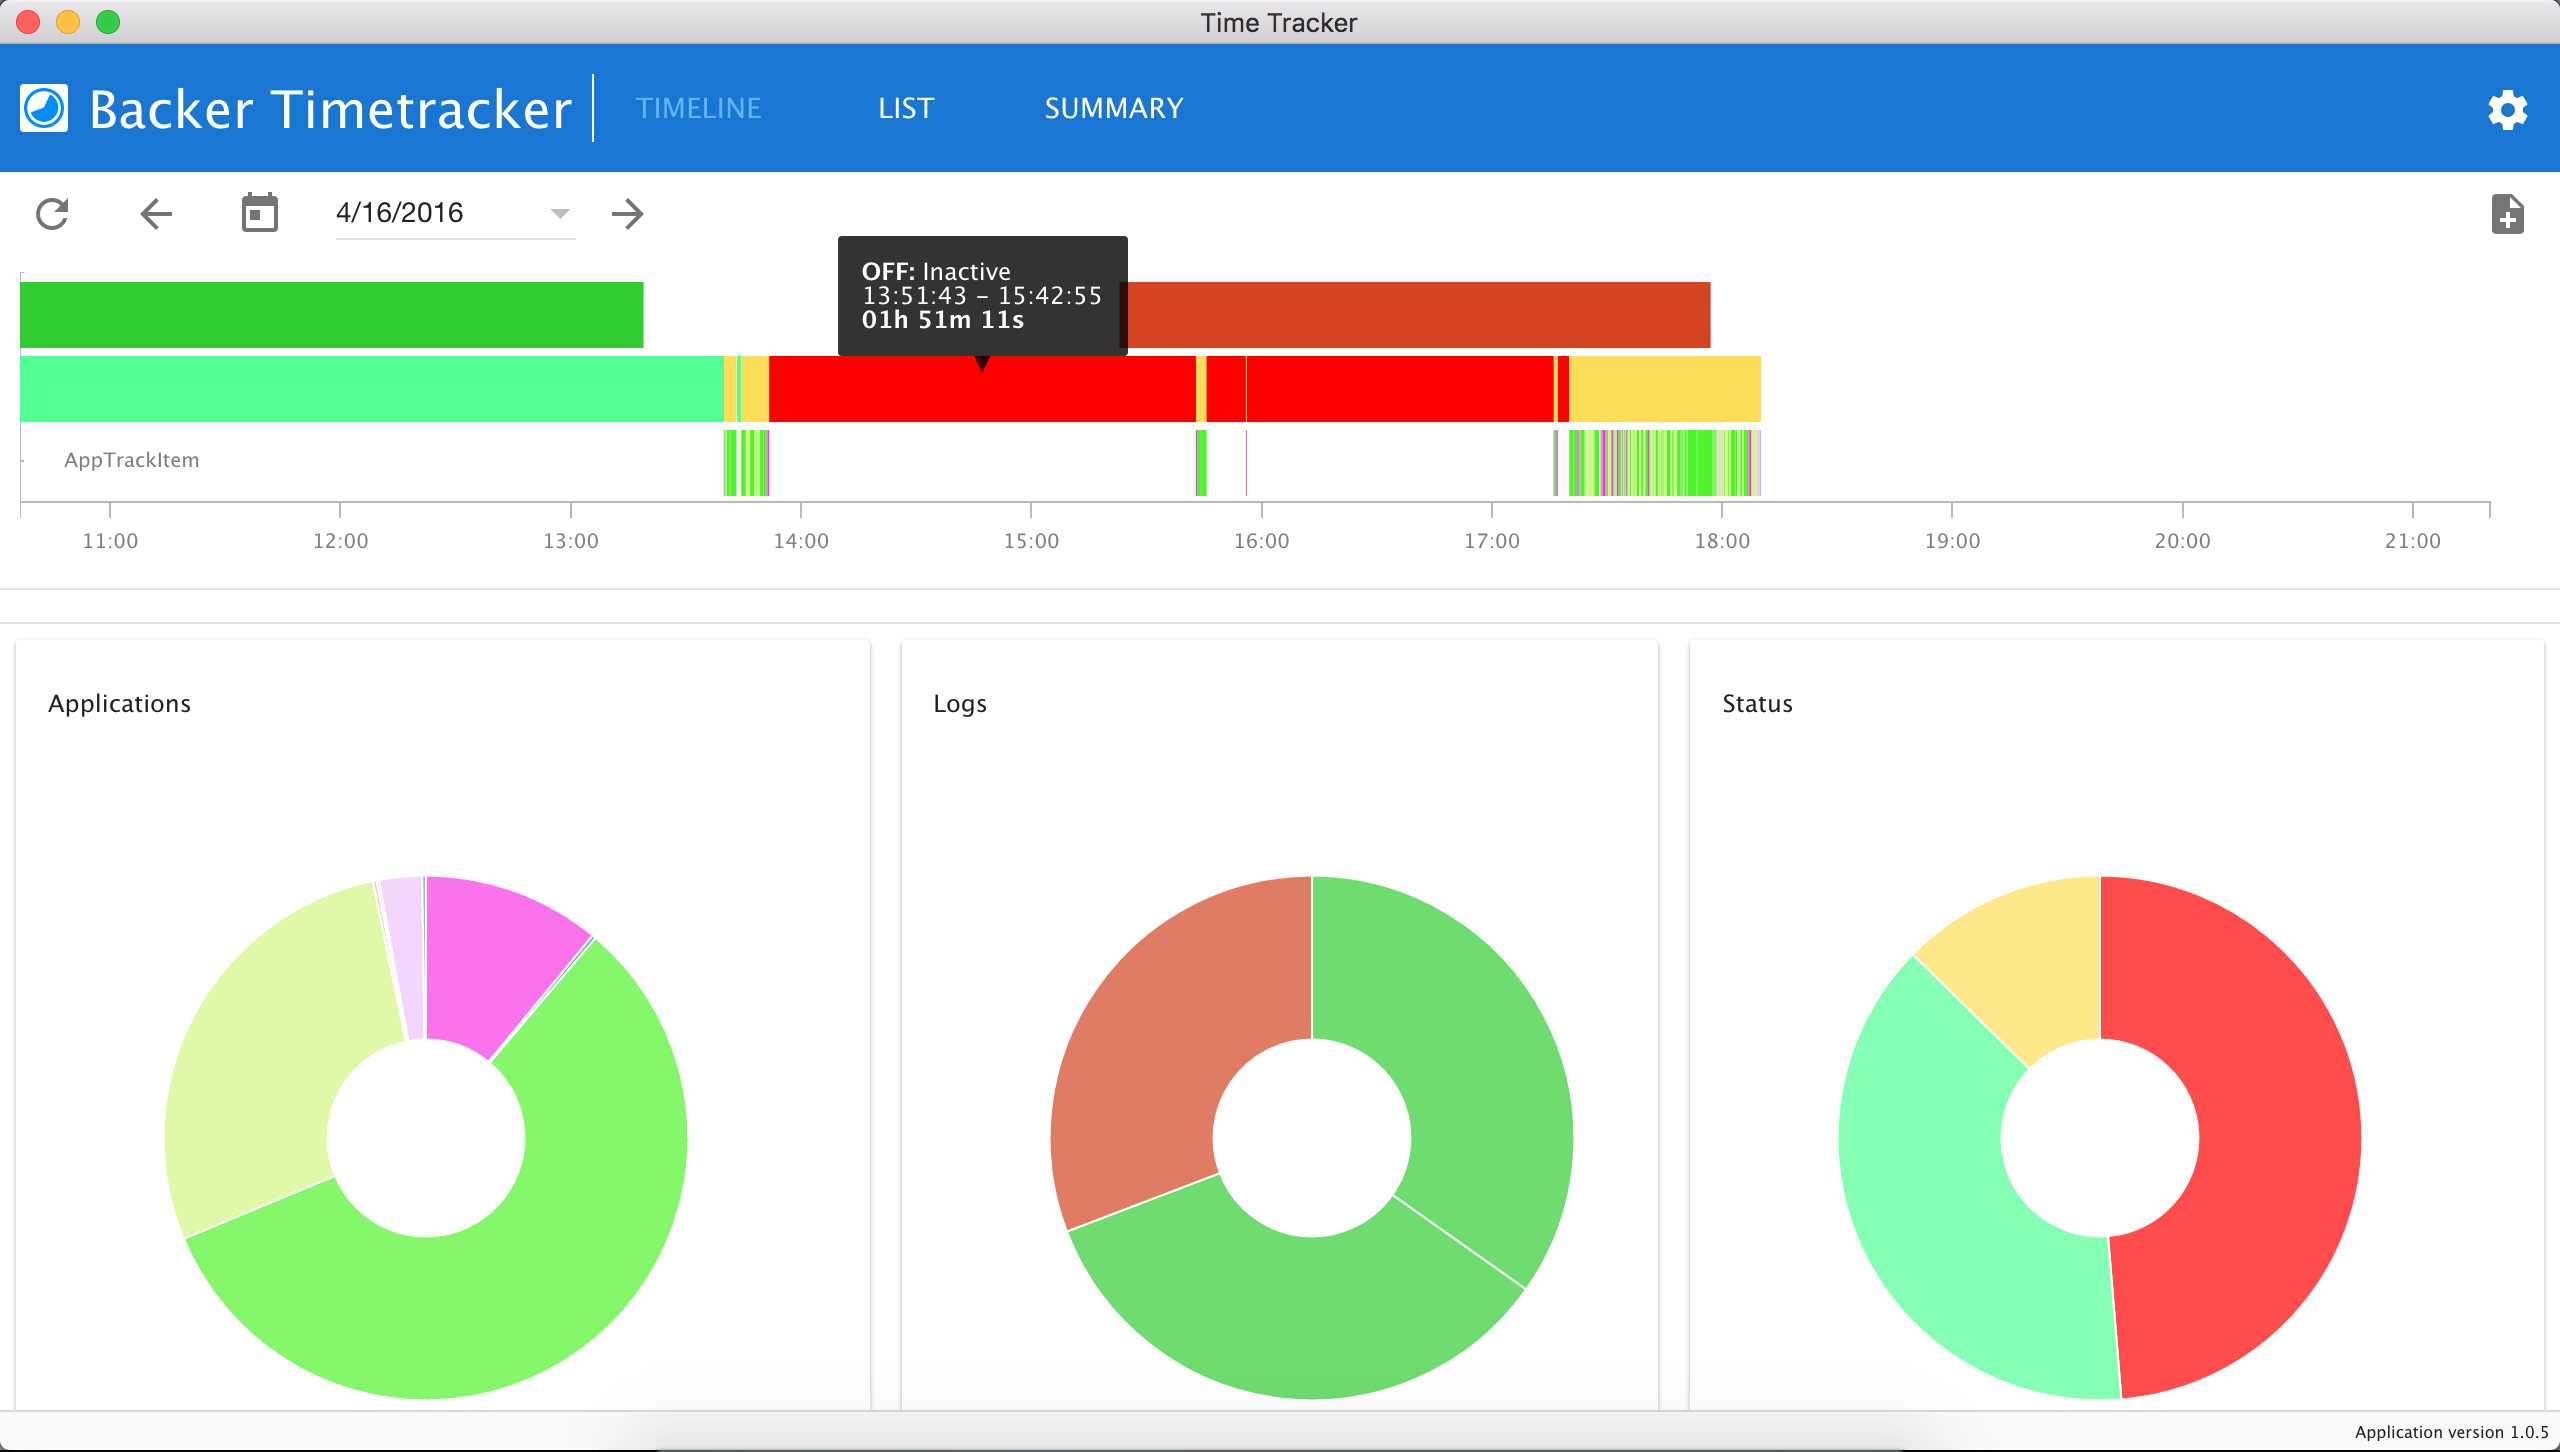 Time Tracker
Backer Timetracker
TIMELINE
LIST
SUMMARY
4/16/2016
OFF: Inactive
13:51:43 - 15:42:55
01h 51m 11s
AppTrackItem
11:00
12:00
13:00
14:00
15:00
16:00
17:00
18:00
19:00
20:00
21:00
Applications
Logs
Status
Application version 1.0.5